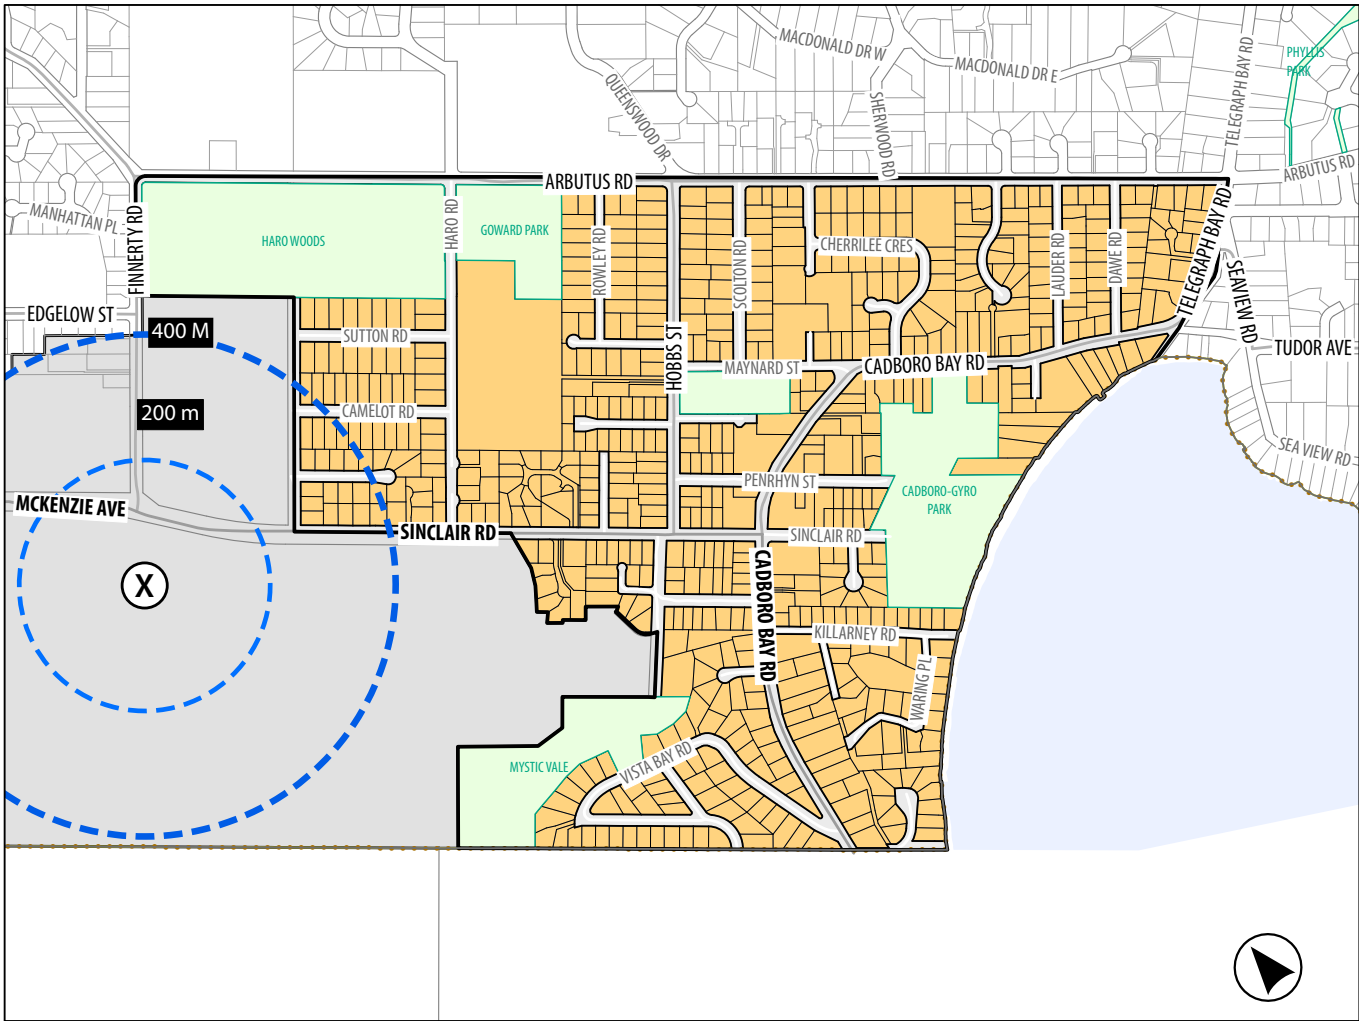 MACDONALD DR W
MACDONALD DR E
TELEGRAPH BAY RD
PHYLLIS
PARK
QUEENSWOOD DR
SHERWOOD RD
ARBUTUS RD
ARBUTUS RD
MANHATTAN PL
FINNERTY RD
HARO WOODS
HARO RD
GOWARD PARK
ROWLEY RD
SCOLTON RD
CHERRILEE CRES
LAUDER RD
DAWE RD
TELEGRAPH BAY RD
SEAVIEW RD
EDGELOW ST
400 M
SUTTON RD
HOBBS ST
MAYNARD ST
CADBORO BAY RD
TUDOR AVE
200 m
CAMELOT RD
SEA VIEW RD
PENRHYN ST
CADBORO-GYRO
PARK
MCKENZIE AVE
SINCLAIR RD
SINCLAIR RD
X
CADBORO BAY RD
KILLARNEY RD
WARING PL
MYSTIC VALE
VISTA BAY RD